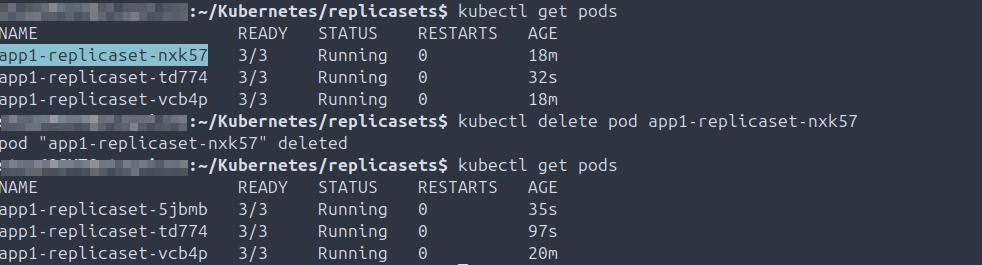 :~/Kubernetes/replicasets$ kubectl get pods
NAME READY STATUS RESTARTS AGE
app1-replicaset-nxk57 3/3 Running 0 18m
app1-replicaset-td774 3/3 Running 0 32s
app1-replicaset-vcb4p 3/3 Running 0 18m
:~/Kubernetes/replicasets$ kubectl delete pod app1-replicaset-nxk57
pod "app1-replicaset-nxk57" deleted
:~/Kubernetes/replicasets$ kubectl get pods
NAME READY STATUS RESTARTS AGE
app1-replicaset-5jbmb 3/3 Running 0 35s
app1-replicaset-td774 3/3 Running 0 97s
app1-replicaset-vcb4p 3/3 Running 0 20m